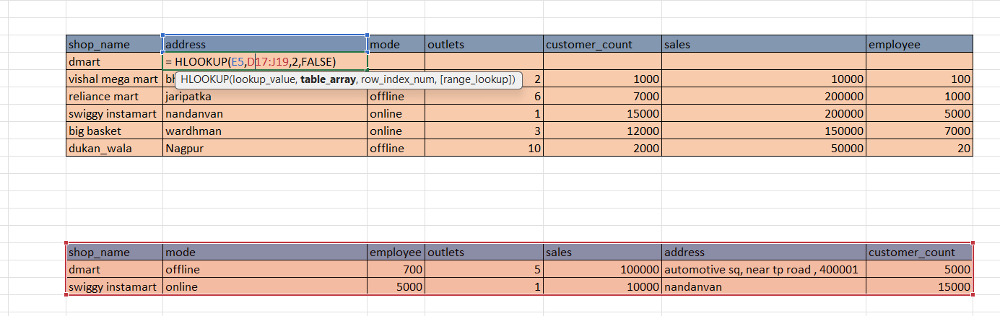 shop_name address mode outlets customer_count sales employee
dmart = HLOOKUP(E5,D17:J19,2,FALSE)
HLOOKUP(lookup_value, table_array, row_index_num, [range_lookup])
vishal mega mart 2 1000 10000 100
reliance mart jaripatka offline 6 7000 200000 1000
swiggy instamart nandanvan online 1 15000 200000 5000
big basket wardhman online 3 12000 150000 7000
dukan_wala Nagpur offline 10 2000 50000 20
shop_name mode employee outlets sales address customer_count
dmart offline 700 5 100000 automotive sq, near tp road , 400001 5000
swiggy instamart online 5000 1 10000 nandanvan 15000